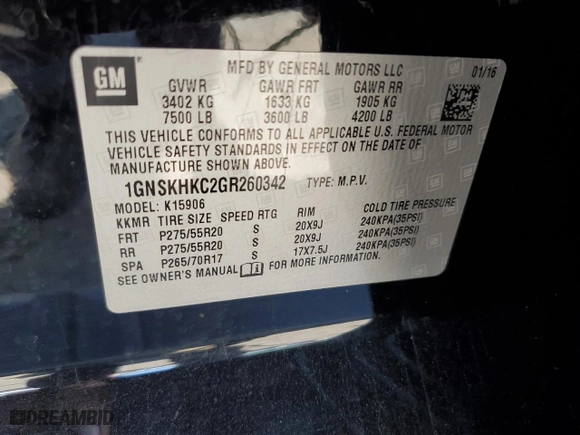 GM
MFD BY GENERAL MOTORS LLC 01/16
GVWR GAWR FRT GAWR RR
3402 KG 1633 KG 1905 KG
7500 LB 3600 LB 4200 LB
THIS VEHICLE CONFORMS TO ALL APPLICABLE U.S. FEDERAL MOTOR
VEHICLE SAFETY STANDARDS IN EFFECT ON THE DATE OF
MANUFACTURE SHOWN ABOVE.
1GNSKHKC2GR260342 TYPE: M.P.V.
MODEL: K15906
KKMR TIRE SIZE SPEED RTG RIM COLD TIRE PRESSURE
FRT P275/55R20 S 20X9J 240KPA(35PSI)
RR P275/55R20 S 20X9J 240KPA(35PSI)
SPA P265/70R17 S 17X7.5J 240KPA(35PSI)
SEE OWNER'S MANUAL FOR MORE INFORMATION.
DREAMBID